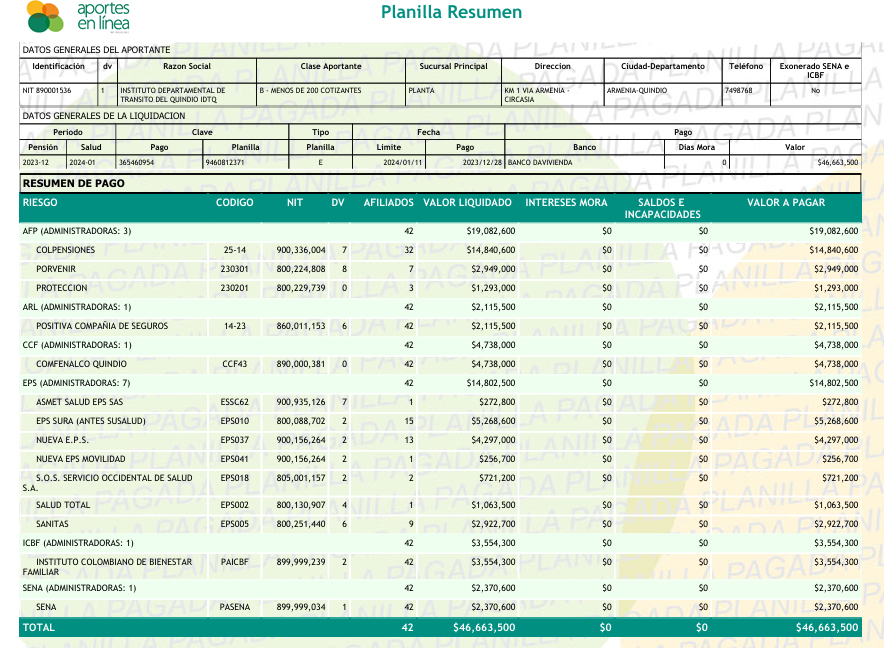 aportes
en línea
Planilla Resumen
DATOS GENERALES DEL APORTANTE
Identificación dv Razon Social Clase Aportante Sucursal Principal Direccion Ciudad-Departamento Teléfono Exonerado SENA e ICBF
NIT 890001536 1 INSTITUTO DEPARTAMENTAL DE TRANSITO DEL QUINDIO IDTQ B - MENOS DE 200 COTIZANTES PLANTA KM 1 VIA ARMENIA - CIRCASIA ARMENIA-QUINDIO 7498768 No
DATOS GENERALES DE LA LIQUIDACION
Periodo Clave Tipo Fecha Pago
Pensión Salud Pago Planilla Planilla Limite Pago Banco Dias Mora Valor
2023-12 2024-01 365460954 9460812371 E 2024/01/11 2023/12/28 BANCO DAVIVIENDA 0 $46,663,500
RESUMEN DE PAGO
RIESGO CODIGO NIT DV AFILIADOS VALOR LIQUIDADO INTERESES MORA SALDOS E INCAPACIDADES VALOR A PAGAR
AFP (ADMINISTRADORAS: 3) 42 $19,082,600 $0 $0 $19,082,600
COLPENSIONES 25-14 900,336,004 7 32 $14,840,600 $0 $0 $14,840,600
PORVENIR 230301 800,224,808 8 7 $2,949,000 $0 $0 $2,949,000
PROTECCION 230201 800,229,739 0 3 $1,293,000 $0 $0 $1,293,000
ARL (ADMINISTRADORAS: 1) 42 $2,115,500 $0 $0 $2,115,500
POSITIVA COMPAÑIA DE SEGUROS 14-23 860,011,153 6 42 $2,115,500 $0 $0 $2,115,500
CCF (ADMINISTRADORAS: 1) 42 $4,738,000 $0 $0 $4,738,000
COMFENALCO QUINDIO CCF43 890,000,381 0 42 $4,738,000 $0 $0 $4,738,000
EPS (ADMINISTRADORAS: 7) 42 $14,802,500 $0 $0 $14,802,500
ASMET SALUD EPS SAS ESSC62 900,935,126 7 1 $272,800 $0 $0 $272,800
EPS SURA (ANTES SUSALUD) EPS010 800,088,702 2 15 $5,268,600 $0 $0 $5,268,600
NUEVA E.P.S. EPS037 900,156,264 2 13 $4,297,000 $0 $0 $4,297,000
NUEVA EPS MOVILIDAD EPS041 900,156,264 2 1 $256,700 $0 $0 $256,700
S.O.S. SERVICIO OCCIDENTAL DE SALUD S.A. EPS018 805,001,157 2 2 $721,200 $0 $0 $721,200
SALUD TOTAL EPS002 800,130,907 4 1 $1,063,500 $0 $0 $1,063,500
SANITAS EPS005 800,251,440 6 9 $2,922,700 $0 $0 $2,922,700
ICBF (ADMINISTRADORAS: 1) 42 $3,554,300 $0 $0 $3,554,300
INSTITUTO COLOMBIANO DE BIENESTAR FAMILIAR PAICBF 899,999,239 2 42 $3,554,300 $0 $0 $3,554,300
SENA (ADMINISTRADORAS: 1) 42 $2,370,600 $0 $0 $2,370,600
SENA PASENA 899,999,034 1 42 $2,370,600 $0 $0 $2,370,600
TOTAL 42 $46,663,500 $0 $0 $46,663,500